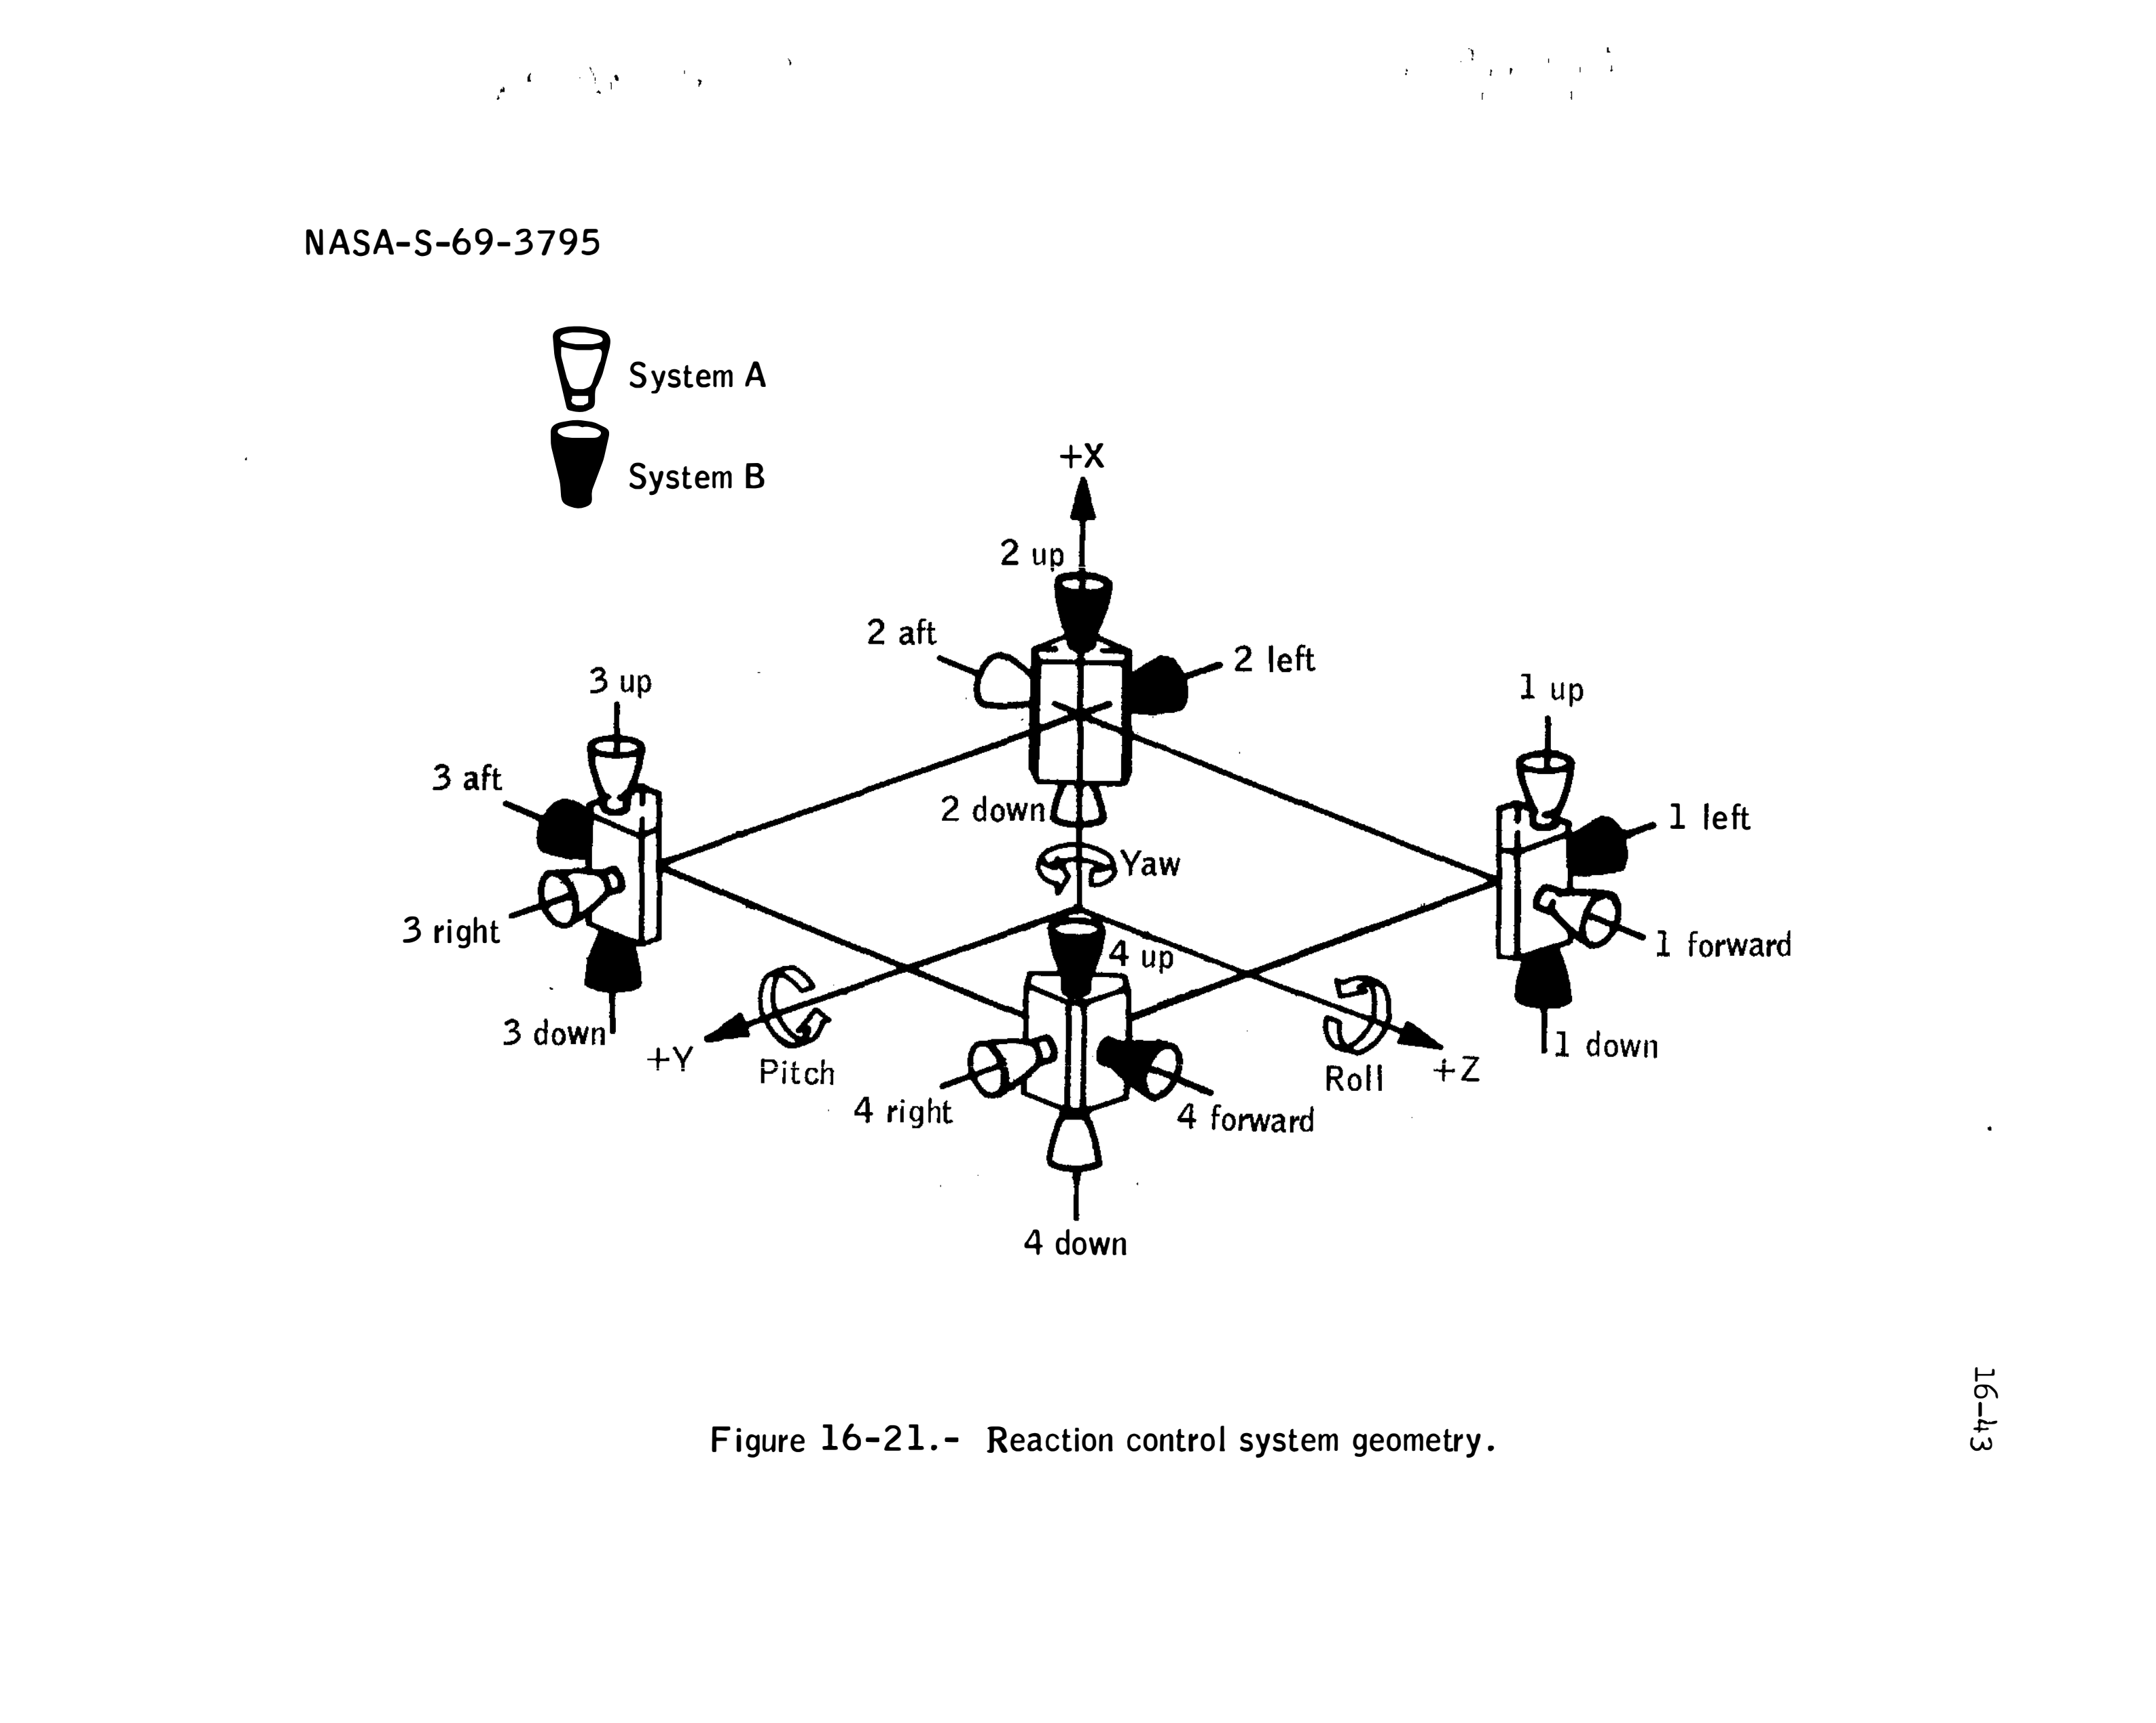 NASA-S-69-3795
System A
System B
+X
2 up
2 aft
2 left
3 up
1 up
3 aft
2 down
1 left
Yaw
3 right
4 up
1 forward
3 down
1 down
+Y
Pitch
Roll
+Z
4 right
4 forward
4 down
16-43
Figure 16-21.- Reaction control system geometry.